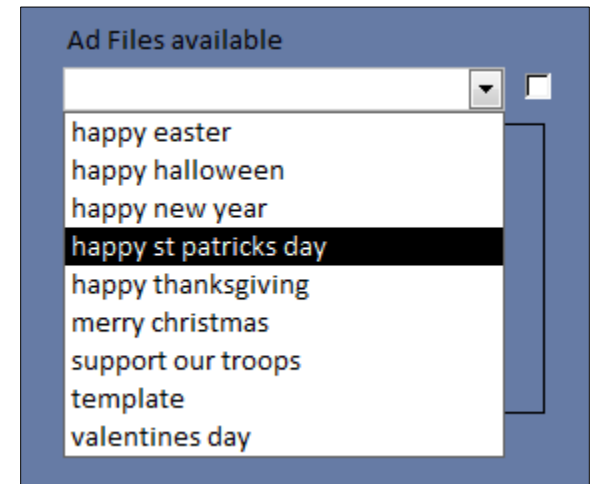 Ad Files available
happy easter
happy halloween
happy new year
happy st patricks day
happy thanksgiving
merry christmas
support our troops
template
valentines day